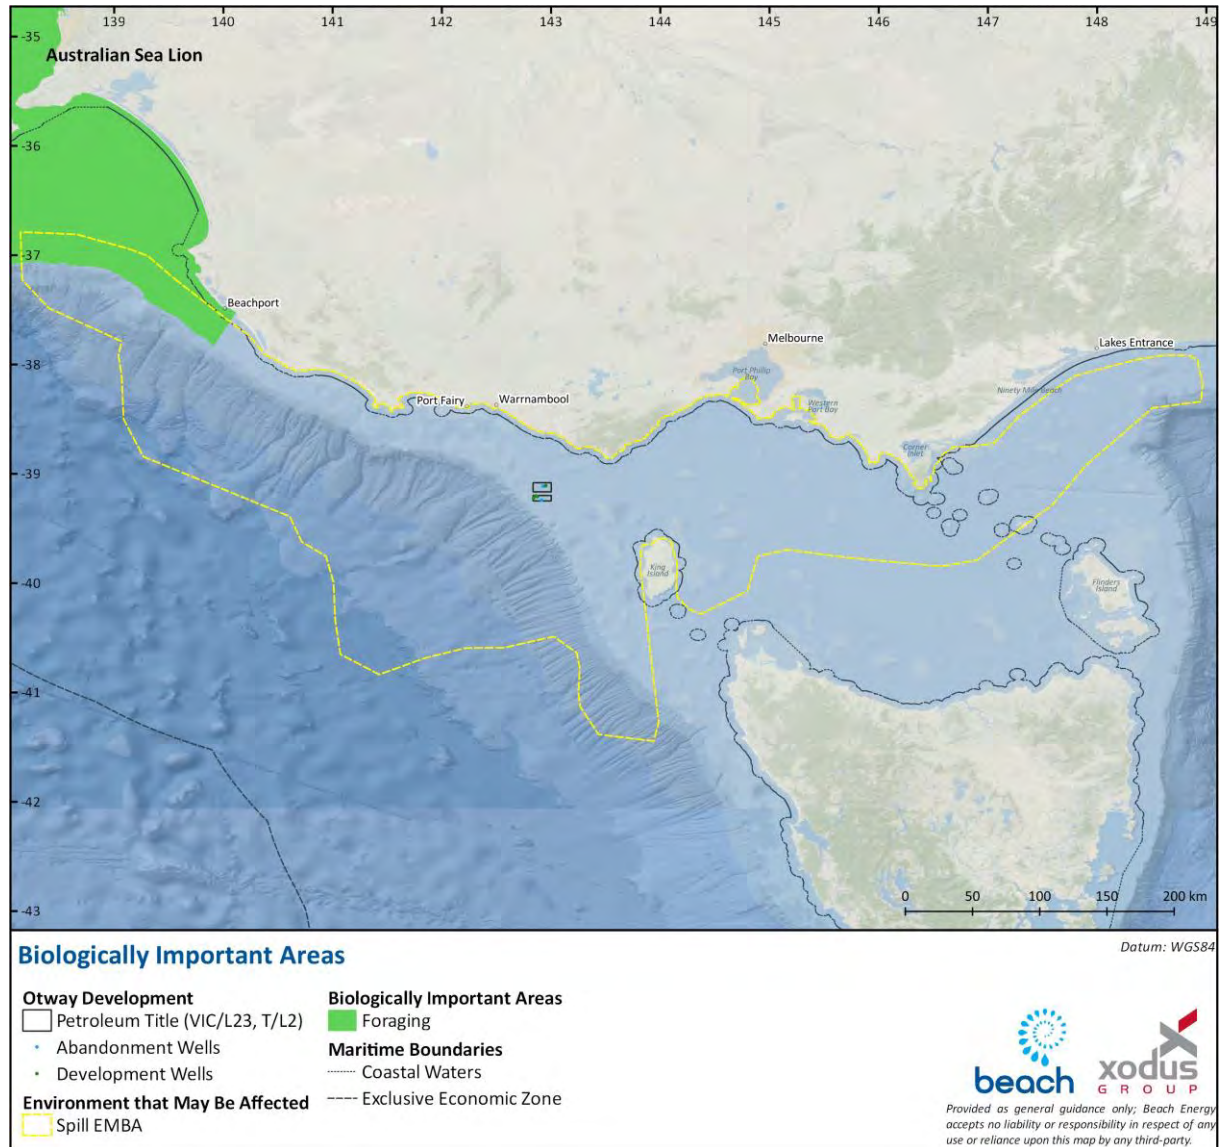 139 140 141 142 143 144 145 146 147 148 149
-35
Australian Sea Lion
-36
-37
Beachport
-38
Melbourne
Lakes Entrance
Port Phillip
Bay
Ninety Mile Beach
Port Fairy
Warrnambool
Western
Port Bay
Corner
Inlet
-39
King
Island
-40
Flinders
Island
-41
-42
-43
0 50 100 150 200 km
Biologically Important Areas
Datum: WGS84
Otway Development
Petroleum Title (VIC/L23, T/L2)
Abandonment Wells
Development Wells
Environment that May Be Affected
Spill EMBA
Biologically Important Areas
Foraging
Maritime Boundaries
Coastal Waters
Exclusive Economic Zone
beach
xodus
GROUP
Provided as general guidance only; Beach Energy
accepts no liability or responsibility in respect of any
use or reliance upon this map by any third-party.